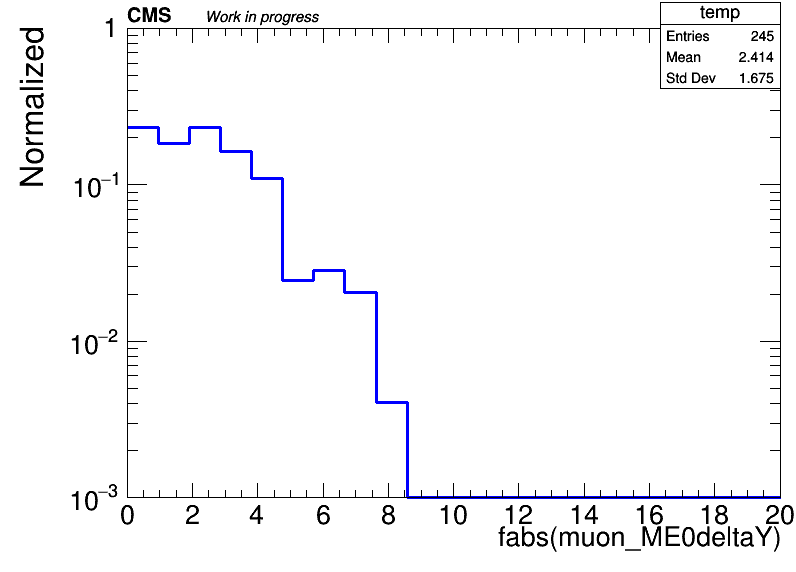 CMS Work in progress
temp
Entries 245
Mean 2.414
Std Dev 1.675
Normalized
1
10⁻¹
10⁻²
10⁻³
0 2 4 6 8 10 12 14 16 18 20
fabs(muon_ME0deltaY)